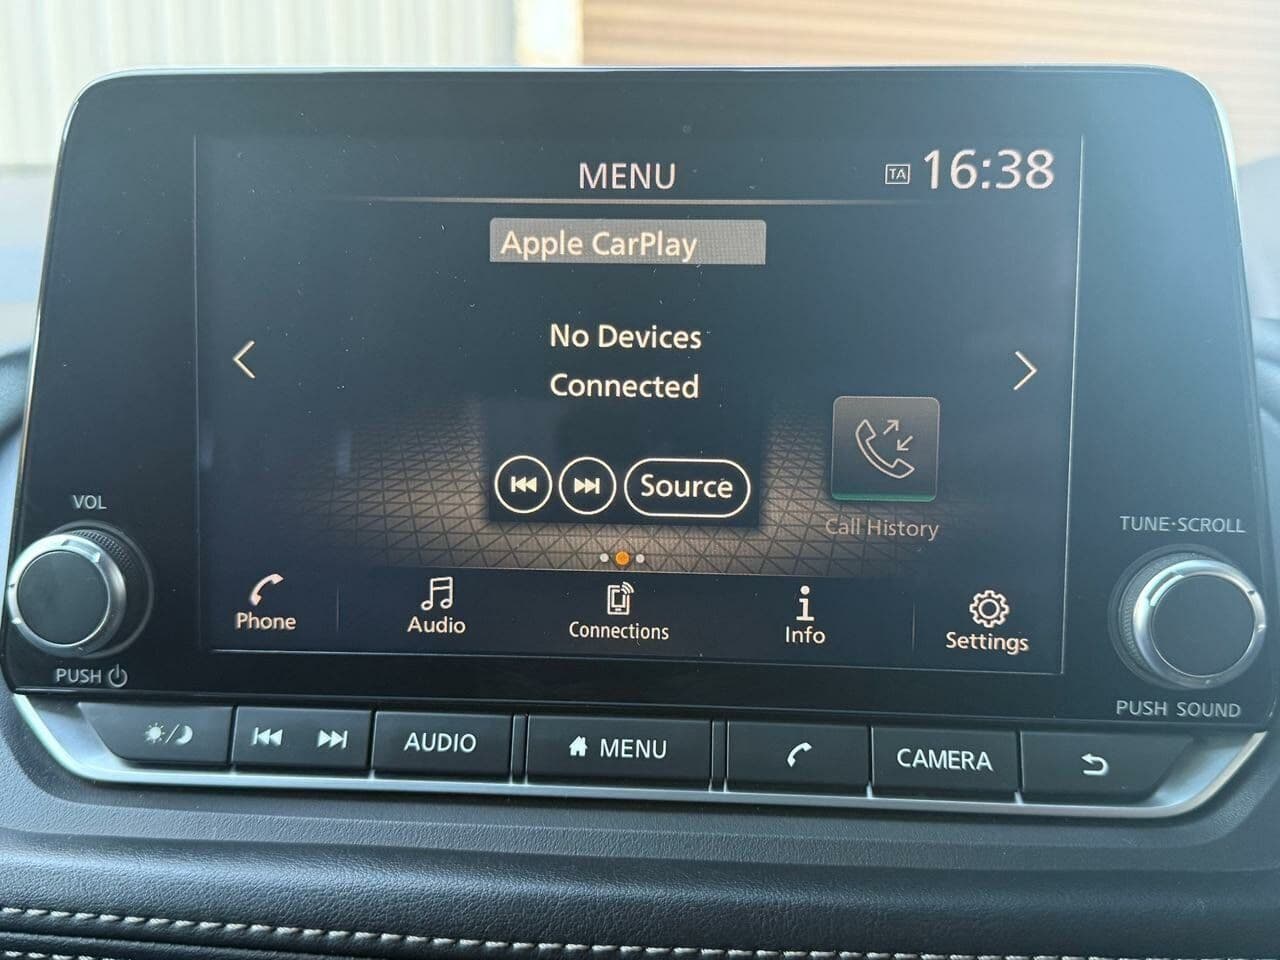 MENU
TA 16:38
Apple CarPlay
No Devices
Connected
Source
Call History
VOL
TUNE·SCROLL
Phone
Audio
Connections
Info
Settings
PUSH
PUSH SOUND
AUDIO
MENU
CAMERA